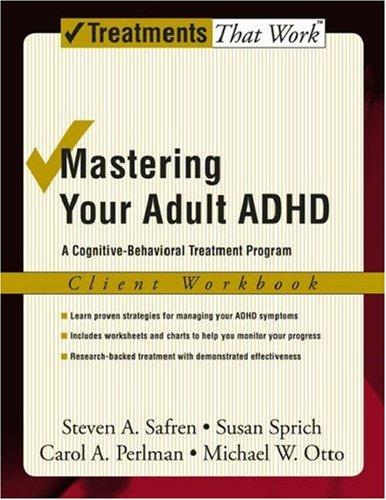 ✓Treatments That Work™
Mastering
Your Adult ADHD
A Cognitive-Behavioral Treatment Program
Client Workbook
■ Learn proven strategies for managing your ADHD symptoms
■ Includes worksheets and charts to help you monitor your progress
■ Research-backed treatment with demonstrated effectiveness
Steven A. Safren • Susan Sprich
Carol A. Perlman • Michael W. Otto